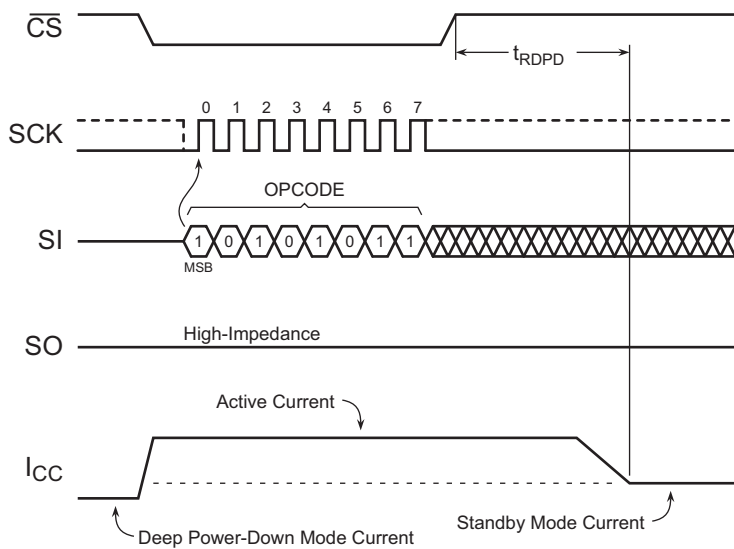 CS
tRDPD
0 1 2 3 4 5 6 7
SCK
OPCODE
SI
1 0 1 0 1 0 1 1
MSB
High-Impedance
SO
Active Current
ICC
Standby Mode Current
Deep Power-Down Mode Current